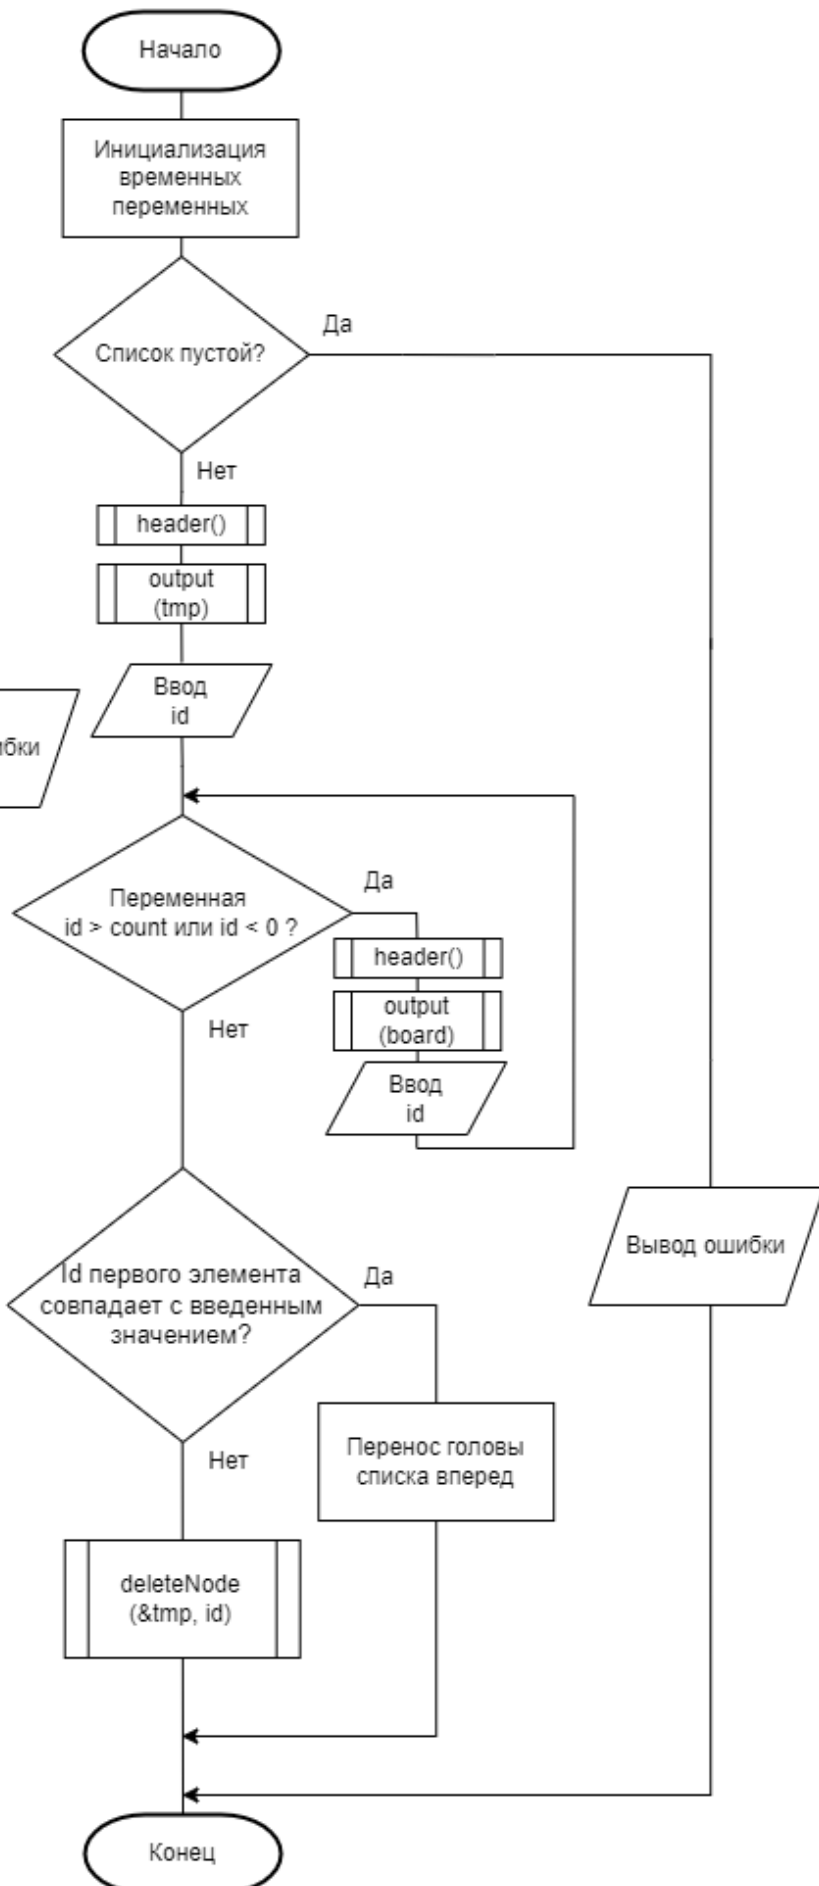 Начало
Инициализация
временных
переменных
Список пустой?
Да
Нет
header()
output
(tmp)
Ввод
id
Переменная
id > count или id < 0 ?
Да
header()
output
(board)
Ввод
id
Нет
Id первого элемента
совпадает с введенным
значением?
Да
Вывод ошибки
Перенос головы
списка вперед
Нет
deleteNode
(&tmp, id)
Конец